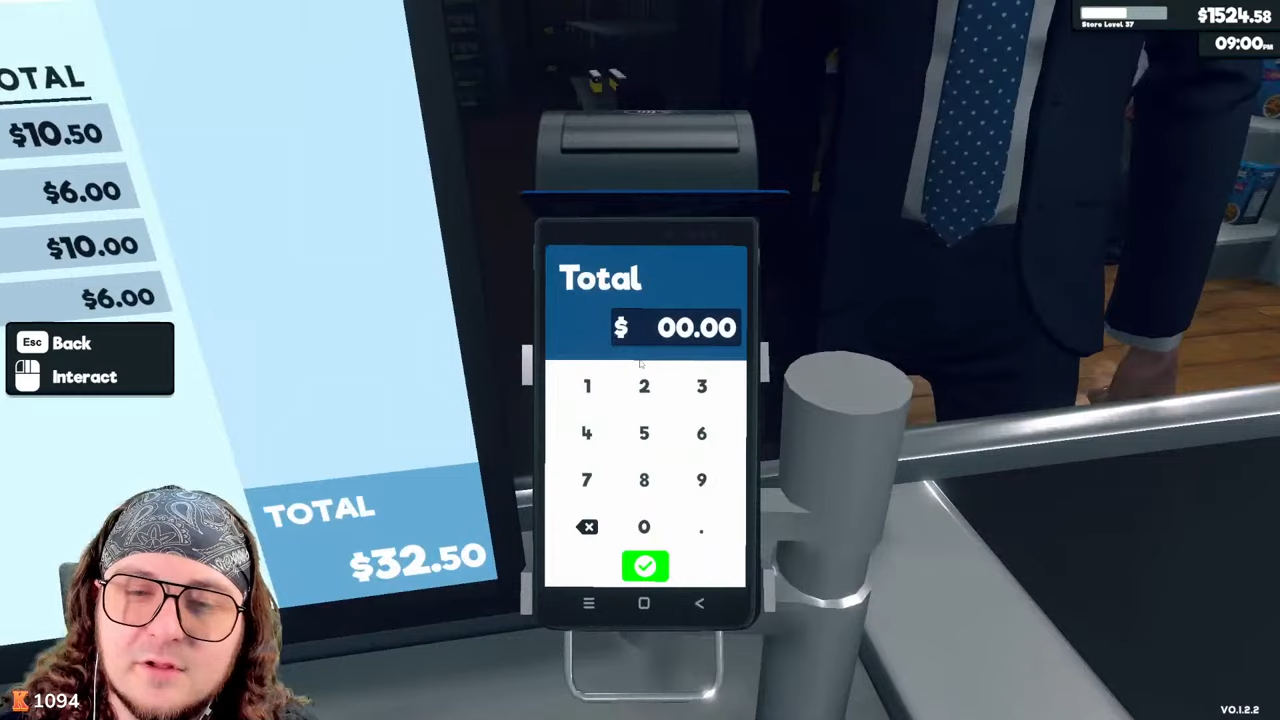 OTAL
$10.50
$6.00
$10.00
$6.00
Esc Back
Interact
TOTAL
$32.50
Total
$ 00.00
1 2 3
4 5 6
7 8 9
0 .
$1524.58
Store Level 37
09:00PM
K 1094
V0.1.2.2